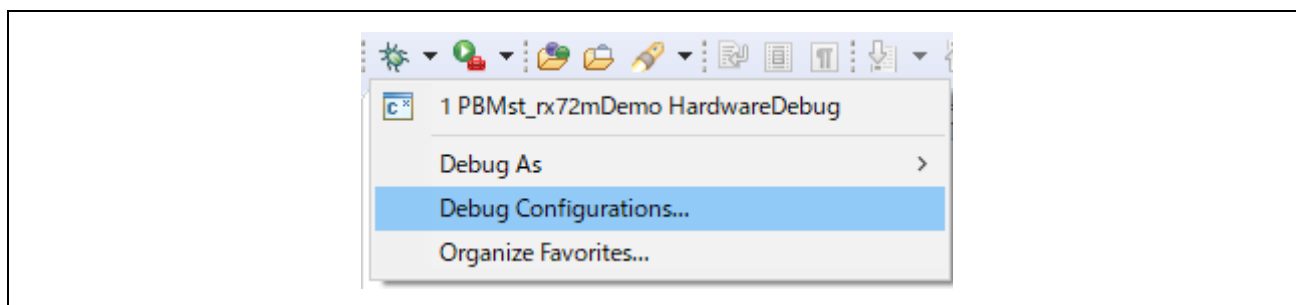 1 PBMst_rx72mDemo HardwareDebug
Debug As
Debug Configurations...
Organize Favorites...